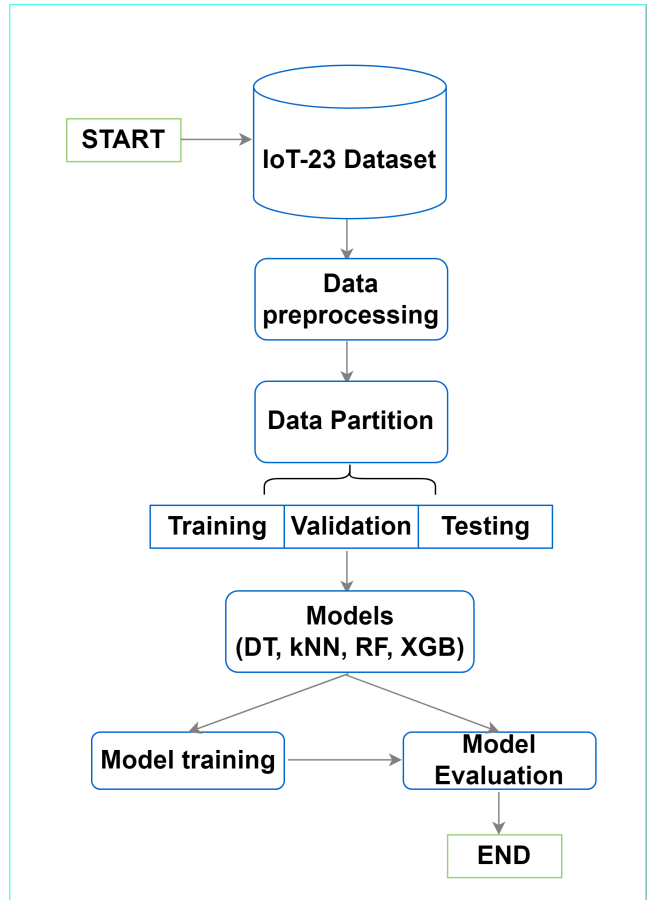 START
IoT-23 Dataset
Data
preprocessing
Data Partition
Training
Validation
Testing
Models
(DT, kNN, RF, XGB)
Model training
Model
Evaluation
END